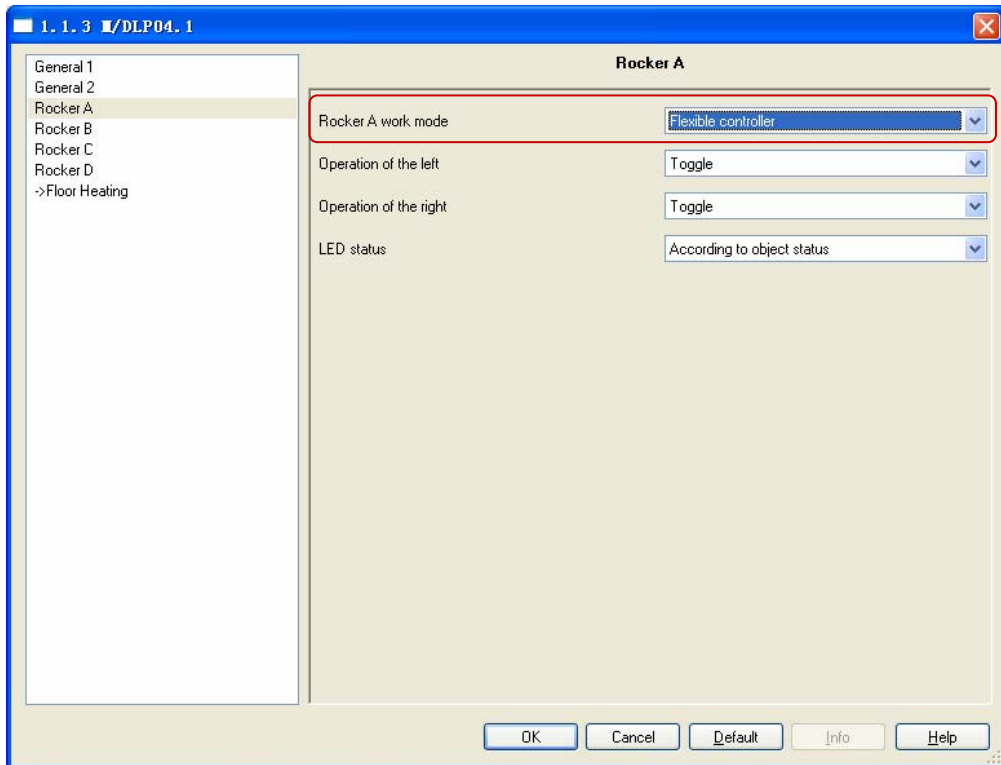 1.1.3 M/DLP04.1
General 1
General 2
Rocker A
Rocker B
Rocker C
Rocker D
->Floor Heating
Rocker A
Rocker A work mode Flexible controller
Operation of the left Toggle
Operation of the right Toggle
LED status According to object status
OK Cancel Default Info Help